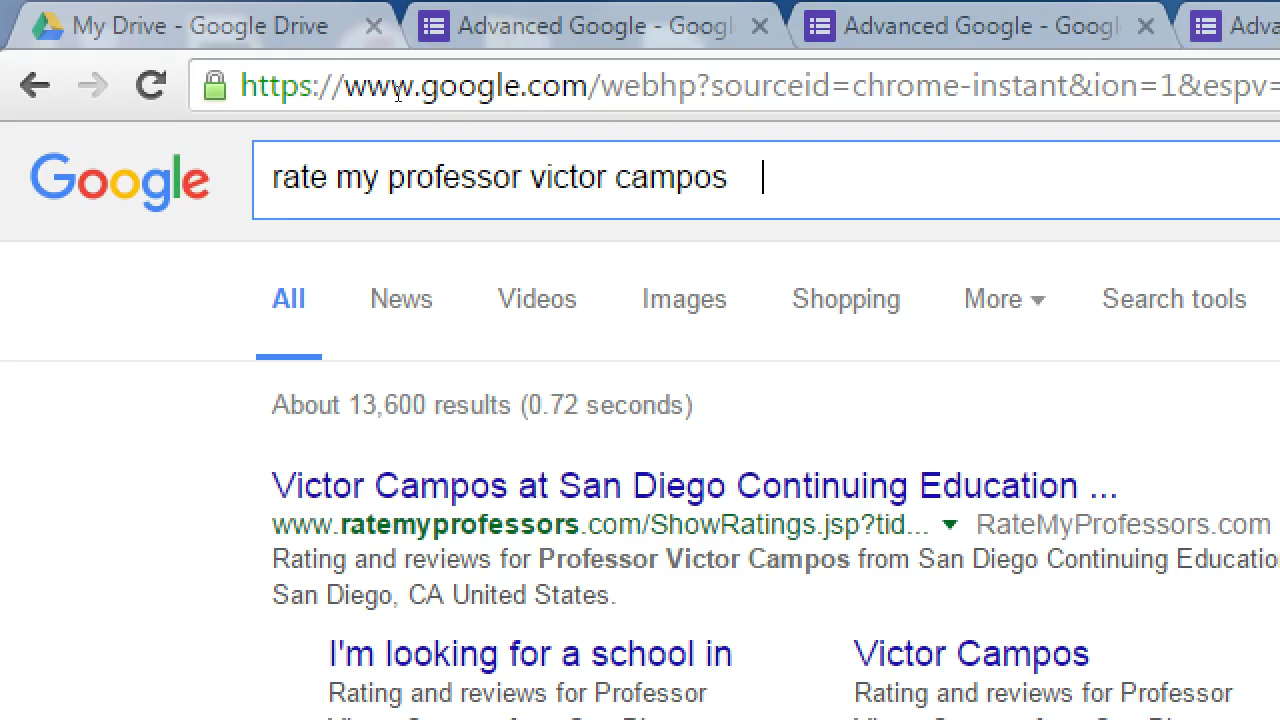 My Drive - Google Drive
Advanced Google - Googl
Advanced Google - Googl
Adva
https://www.google.com/webhp?sourceid=chrome-instant&ion=1&espv=
Google
rate my professor victor campos
All News Videos Images Shopping More Search tools
About 13,600 results (0.72 seconds)
Victor Campos at San Diego Continuing Education ...
www.ratemyprofessors.com/ShowRatings.jsp?tid... RateMyProfessors.com
Rating and reviews for Professor Victor Campos from San Diego Continuing Educatio
San Diego, CA United States.
I'm looking for a school in
Rating and reviews for Professor
Victor Campos
Rating and reviews for Professor